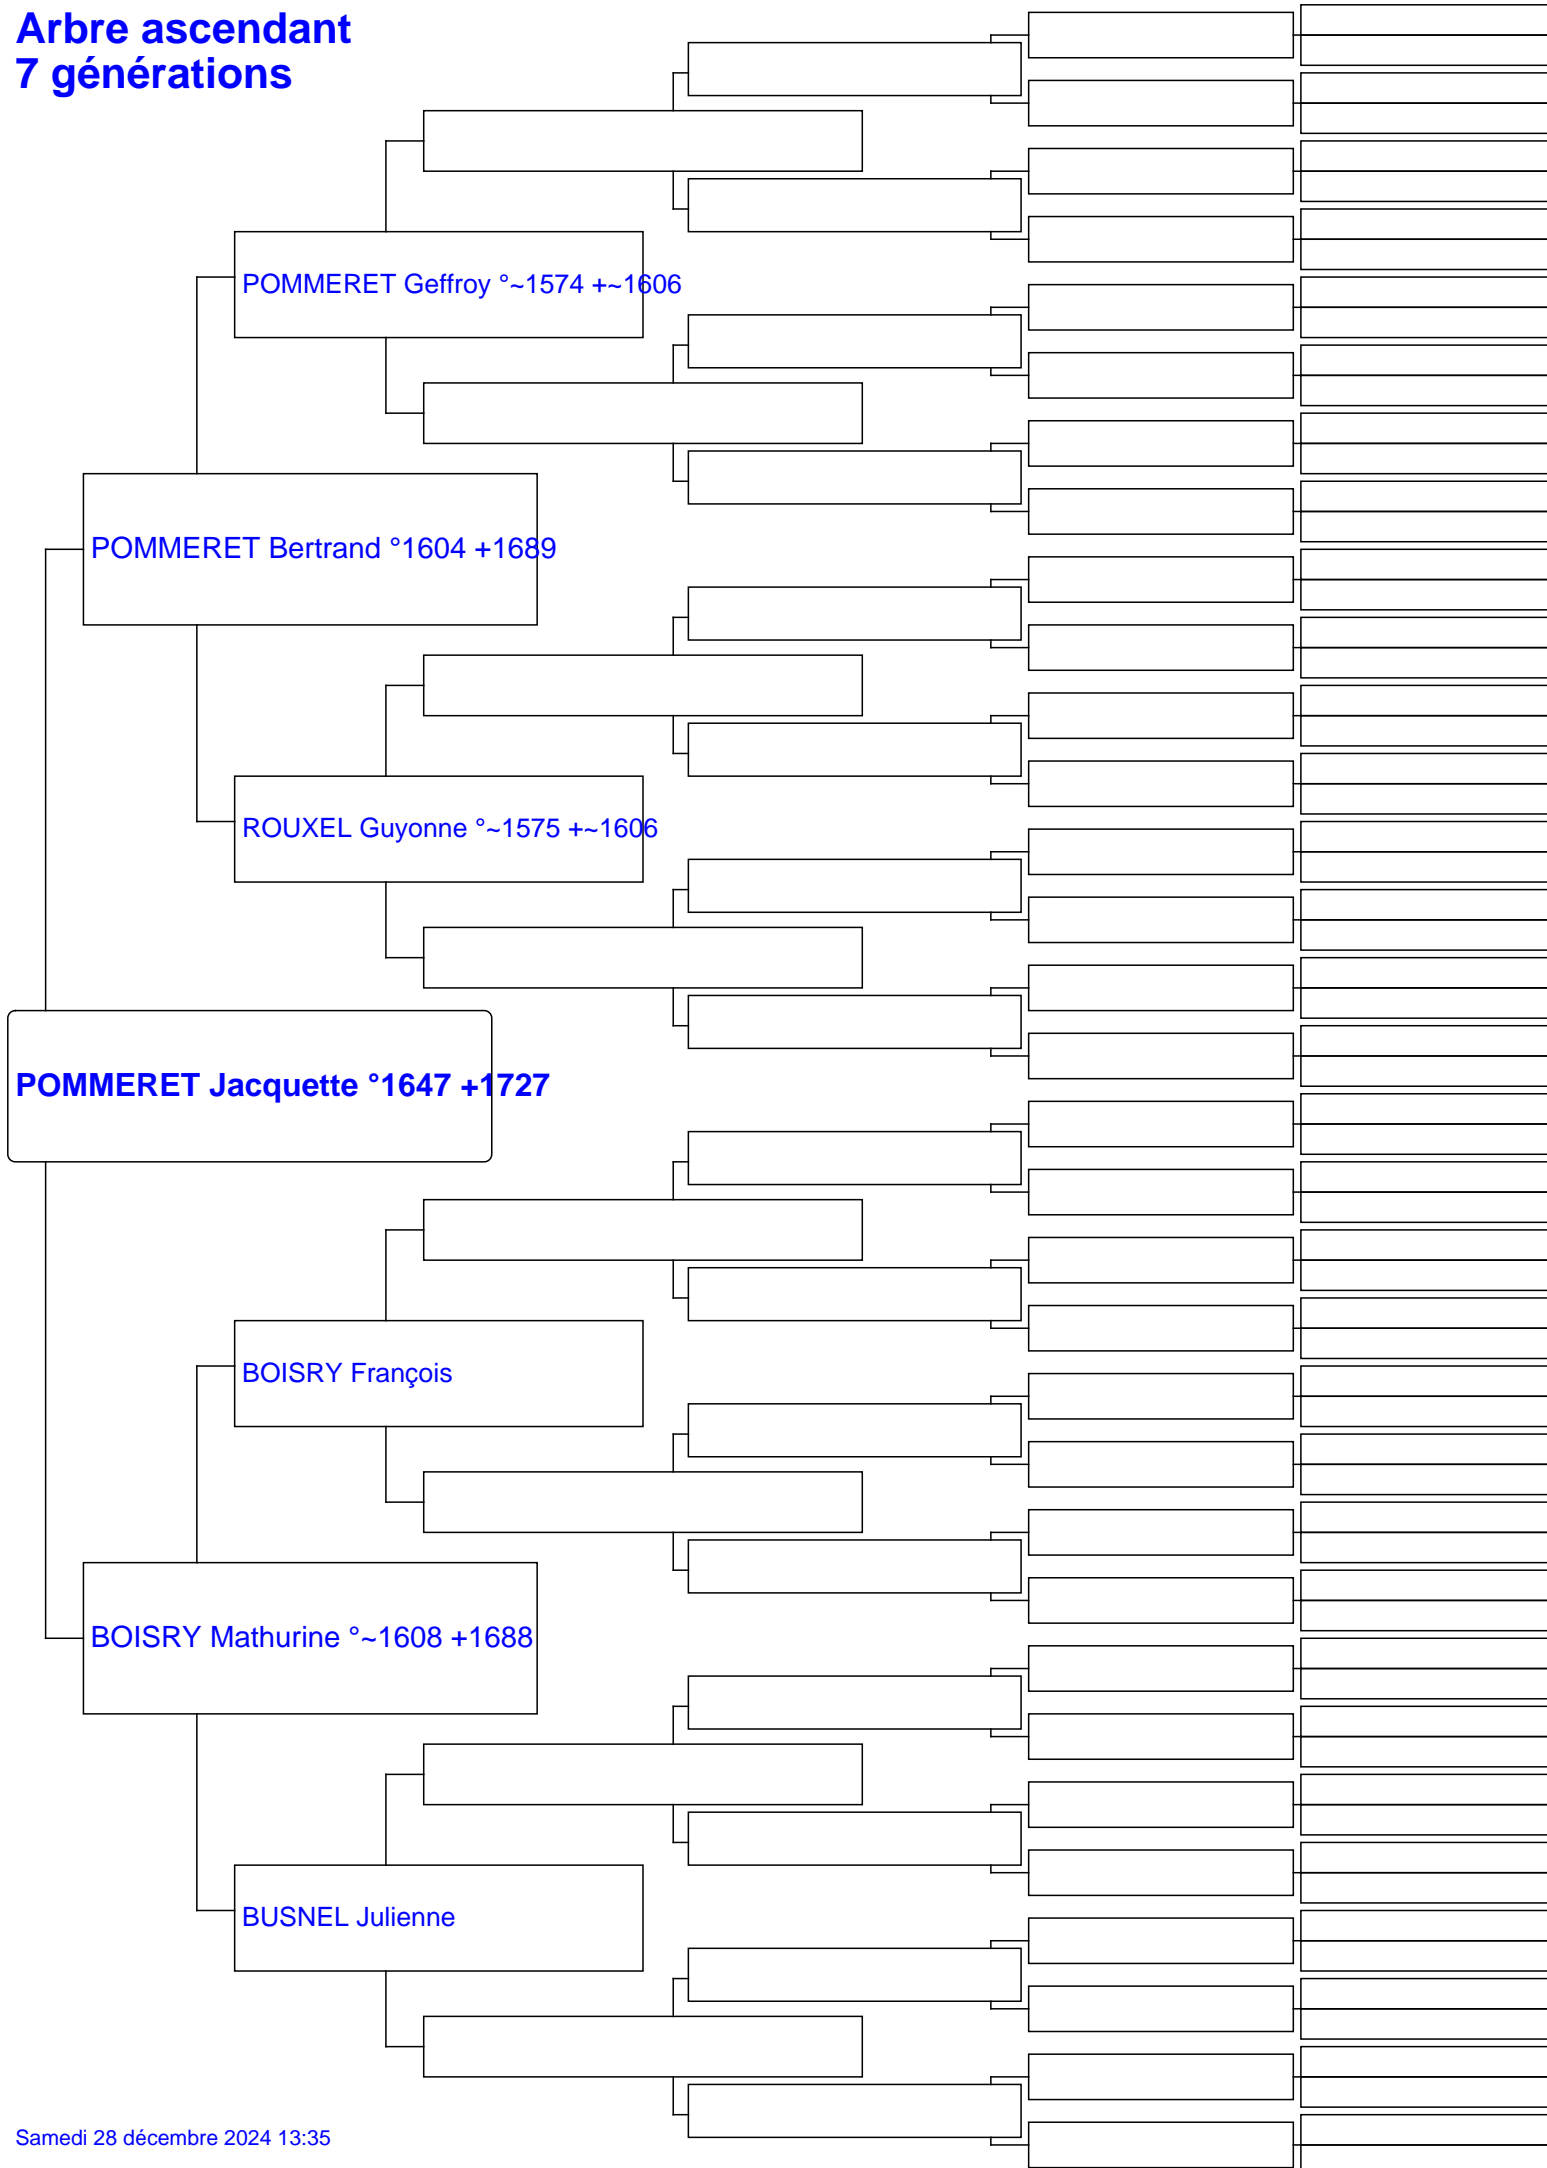 Arbre ascendant
7 générations
POMMERET Geffroy °~1574 +~1606
POMMERET Bertrand °1604 +1689
ROUXEL Guyonne °~1575 +~1606
POMMERET Jacquette °1647 +1727
BOISRY François
BOISRY Mathurine °~1608 +1688
BUSNEL Julienne
Samedi 28 décembre 2024 13:35